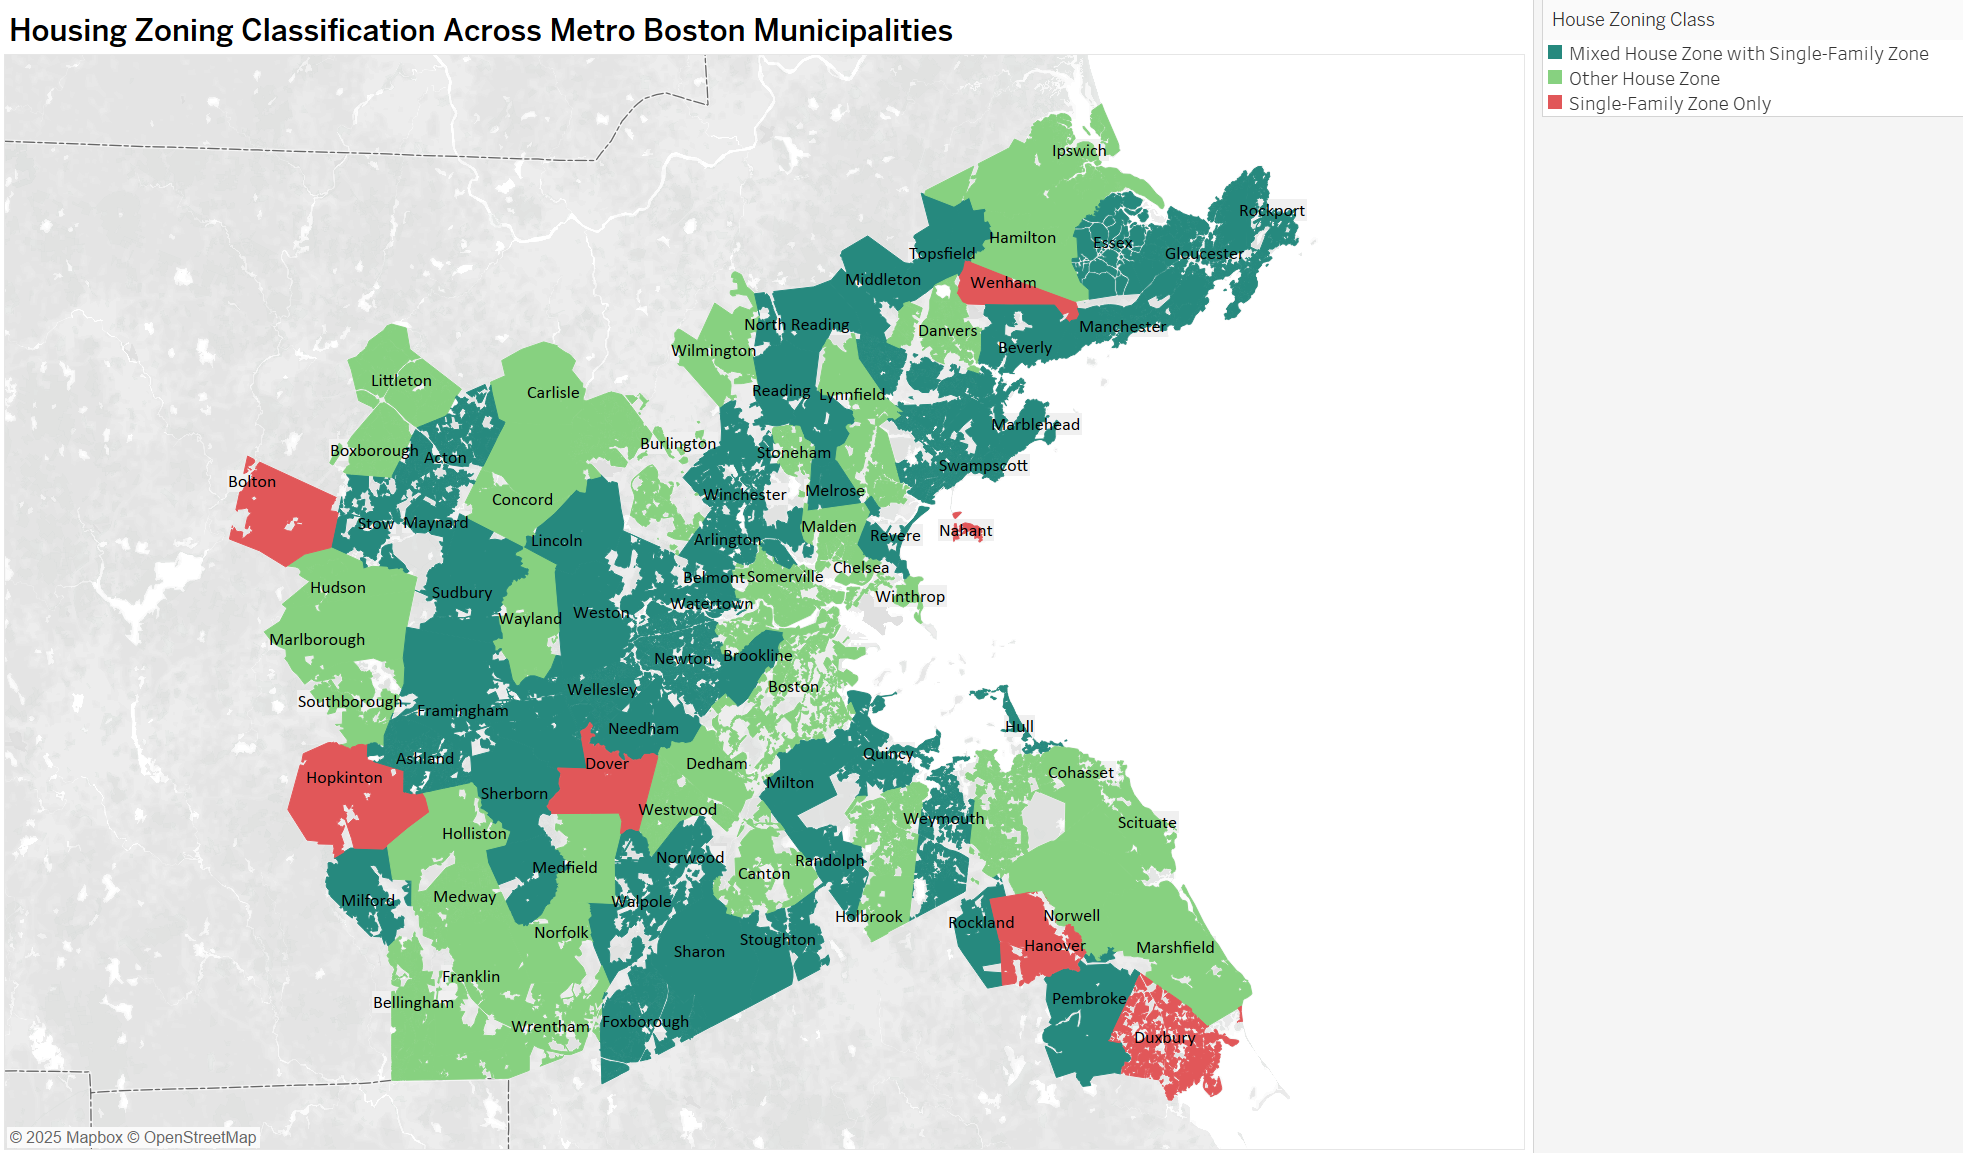 Housing Zoning Classification Across Metro Boston Municipalities
House Zoning Class
Mixed House Zone with Single-Family Zone
Other House Zone
Single-Family Zone Only
Ipswich
Rockport
Hamilton
Essex
Topsfield
Gloucester
Middleton
Wenham
North Reading
Danvers
Manchester
Wilmington
Beverly
Littleton
Carlisle
Reading
Lynnfield
Marblehead
Burlington
Boxborough
Acton
Stoneham
Swampscott
Bolton
Concord
Winchester
Melrose
Stow
Maynard
Malden
Nahant
Lincoln
Arlington
Revere
Chelsea
Belmont
Somerville
Hudson
Sudbury
Watertown
Winthrop
Wayland
Weston
Marlborough
Newton
Brookline
Wellesley
Boston
Southborough
Framingham
Needham
Hull
Ashland
Quincy
Hopkinton
Dover
Dedham
Cohasset
Milton
Sherborn
Westwood
Weymouth
Scituate
Holliston
Medfield
Norwood
Randolph
Canton
Milford
Medway
Walpole
Holbrook
Norwell
Rockland
Norfolk
Stoughton
Hanover
Marshfield
Sharon
Franklin
Bellingham
Pembroke
Wrentham
Foxborough
Duxbury
© 2025 Mapbox © OpenStreetMap